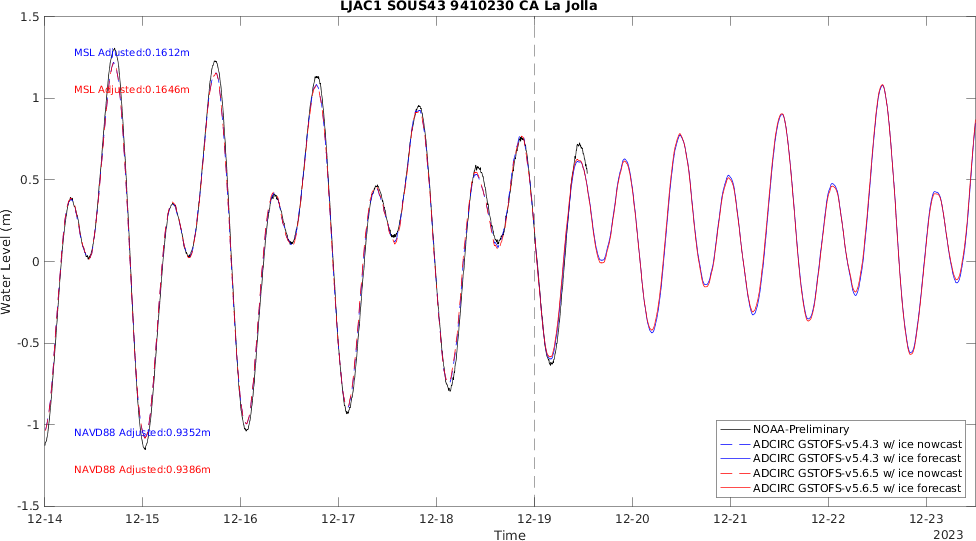 LJAC1 SOUS43 9410230 CA La Jolla
1.5
1
0.5
0
-0.5
-1
-1.5
Water Level (m)
MSL Adjusted:0.1612m
MSL Adjusted:0.1646m
NAVD88 Adjusted:0.9352m
NAVD88 Adjusted:0.9386m
NOAA-Preliminary
ADCIRC GSTOFS-v5.4.3 w/ ice nowcast
ADCIRC GSTOFS-v5.4.3 w/ ice forecast
ADCIRC GSTOFS-v5.6.5 w/ ice nowcast
ADCIRC GSTOFS-v5.6.5 w/ ice forecast
12-14 12-15 12-16 12-17 12-18 12-19 12-20 12-21 12-22 12-23
Time
2023